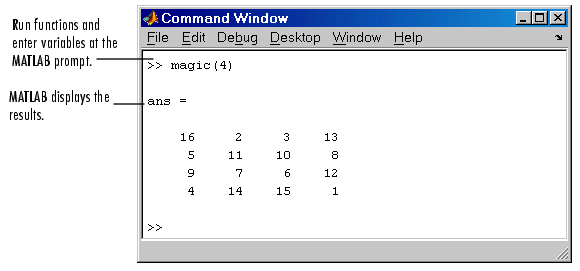 Run functions and
enter variables at the
MATLAB prompt.
MATLAB displays the
results.
Command Window
File Edit Debug Desktop Window Help
>> magic(4)
ans =
16 2 3 13
5 11 10 8
9 7 6 12
4 14 15 1
>>